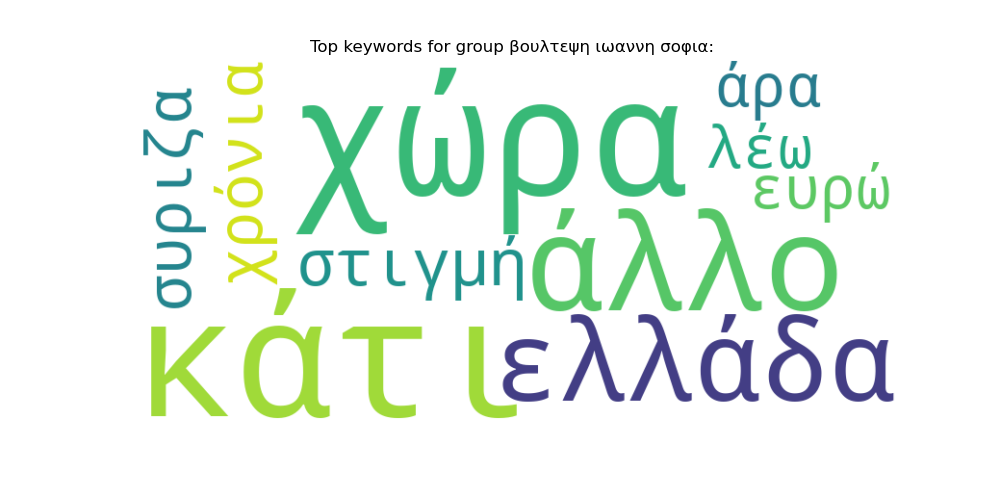 Top keywords for group βουλτεψη ιωαννη σοφια:
συριζα
χρόνια
χώρα
άρα
λέω
ευρώ
στιγμή
άλλο
κάτι
ελλάδα